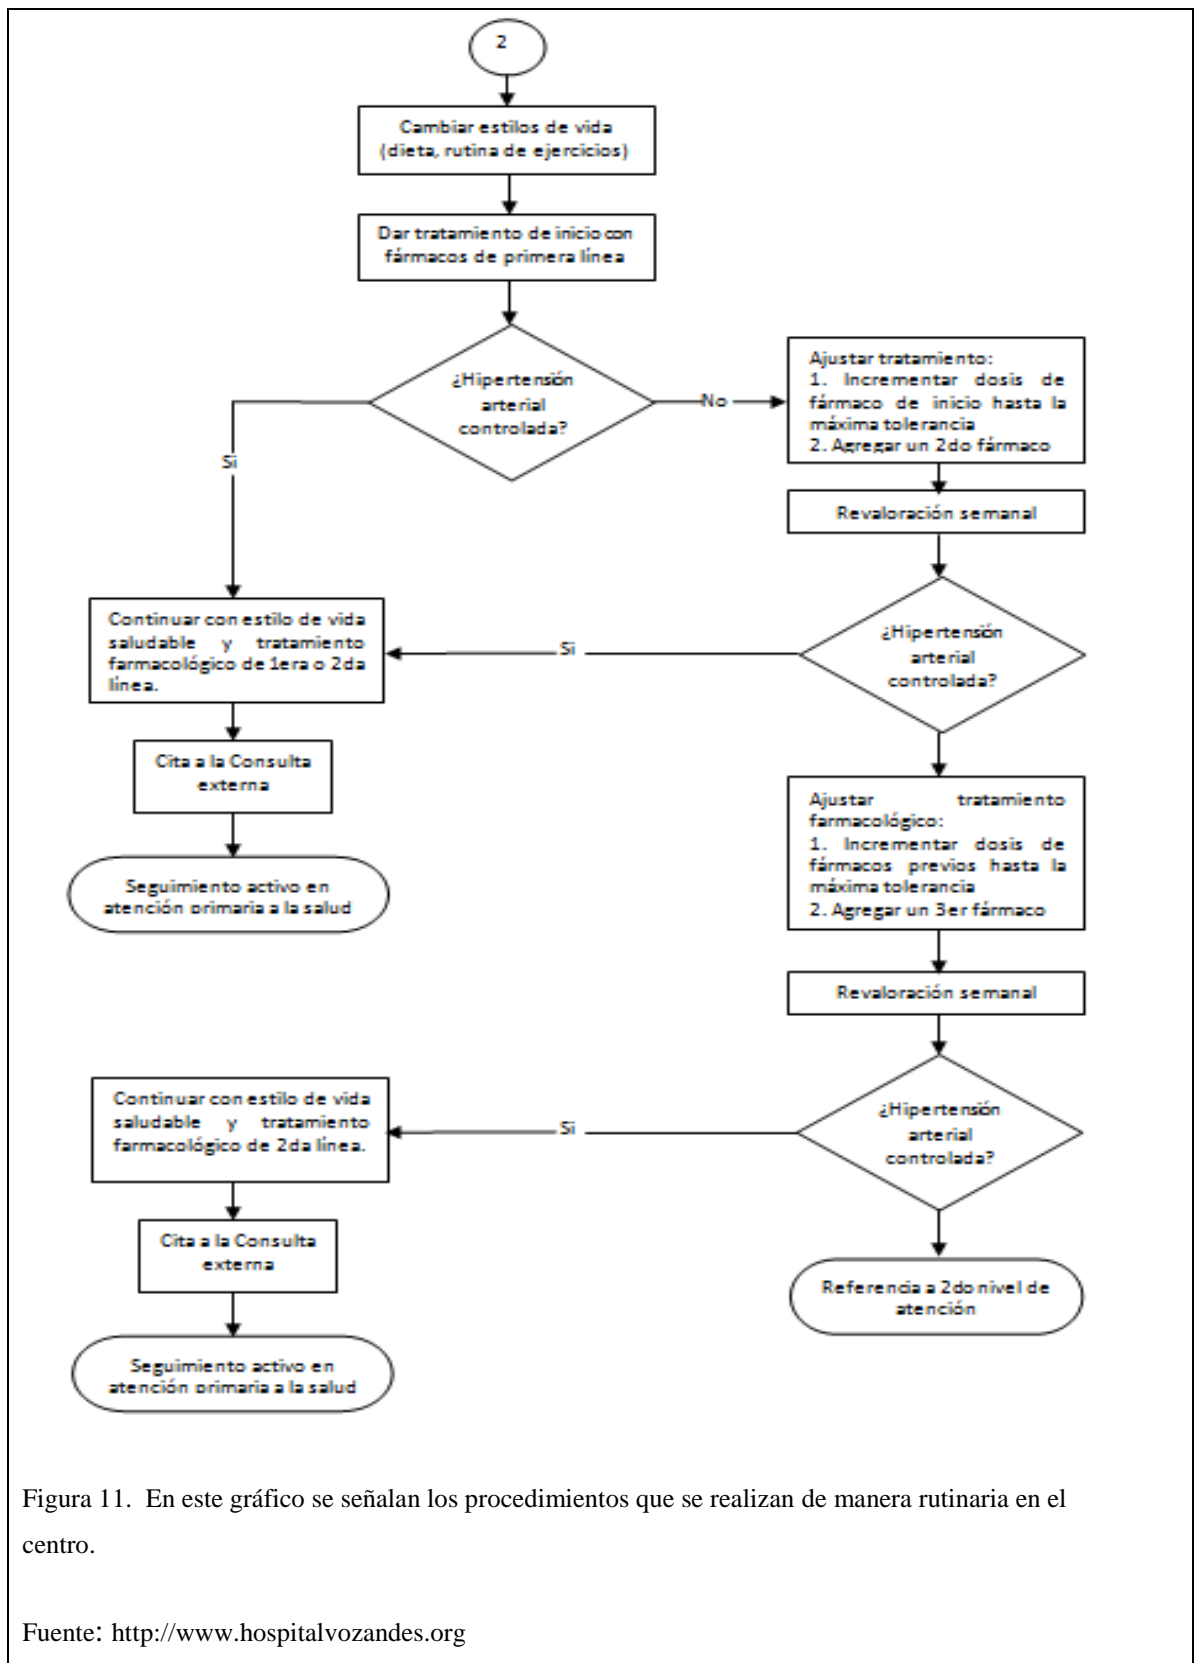 2
Cambiar estilos de vida
(dieta, rutina de ejercicios)
Dar tratamiento de inicio con
fármacos de primera línea
¿Hipertensión
arterial
controlada?
No
Ajustar tratamiento:
1. Incrementar dosis de
fármaco de inicio hasta la
máxima tolerancia
2. Agregar un 2do fármaco
Si
Revaloración semanal
Continuar con estilo de vida
saludable y tratamiento
farmacológico de 1era o 2da
línea.
Si
¿Hipertensión
arterial
controlada?
Cita a la Consulta
externa
Ajustar tratamiento
farmacológico:
1. Incrementar dosis de
fármacos previos hasta la
máxima tolerancia
2. Agregar un 3er fármaco
Seguimiento activo en
atención primaria a la salud
Revaloración semanal
Continuar con estilo de vida
saludable y tratamiento
farmacológico de 2da línea.
Si
¿Hipertensión
arterial
controlada?
Cita a la Consulta
externa
Referencia a 2do nivel de
atención
Seguimiento activo en
atención primaria a la salud
Figura 11. En este gráfico se señalan los procedimientos que se realizan de manera rutinaria en el
centro.
Fuente: http://www.hospitalvozandes.org